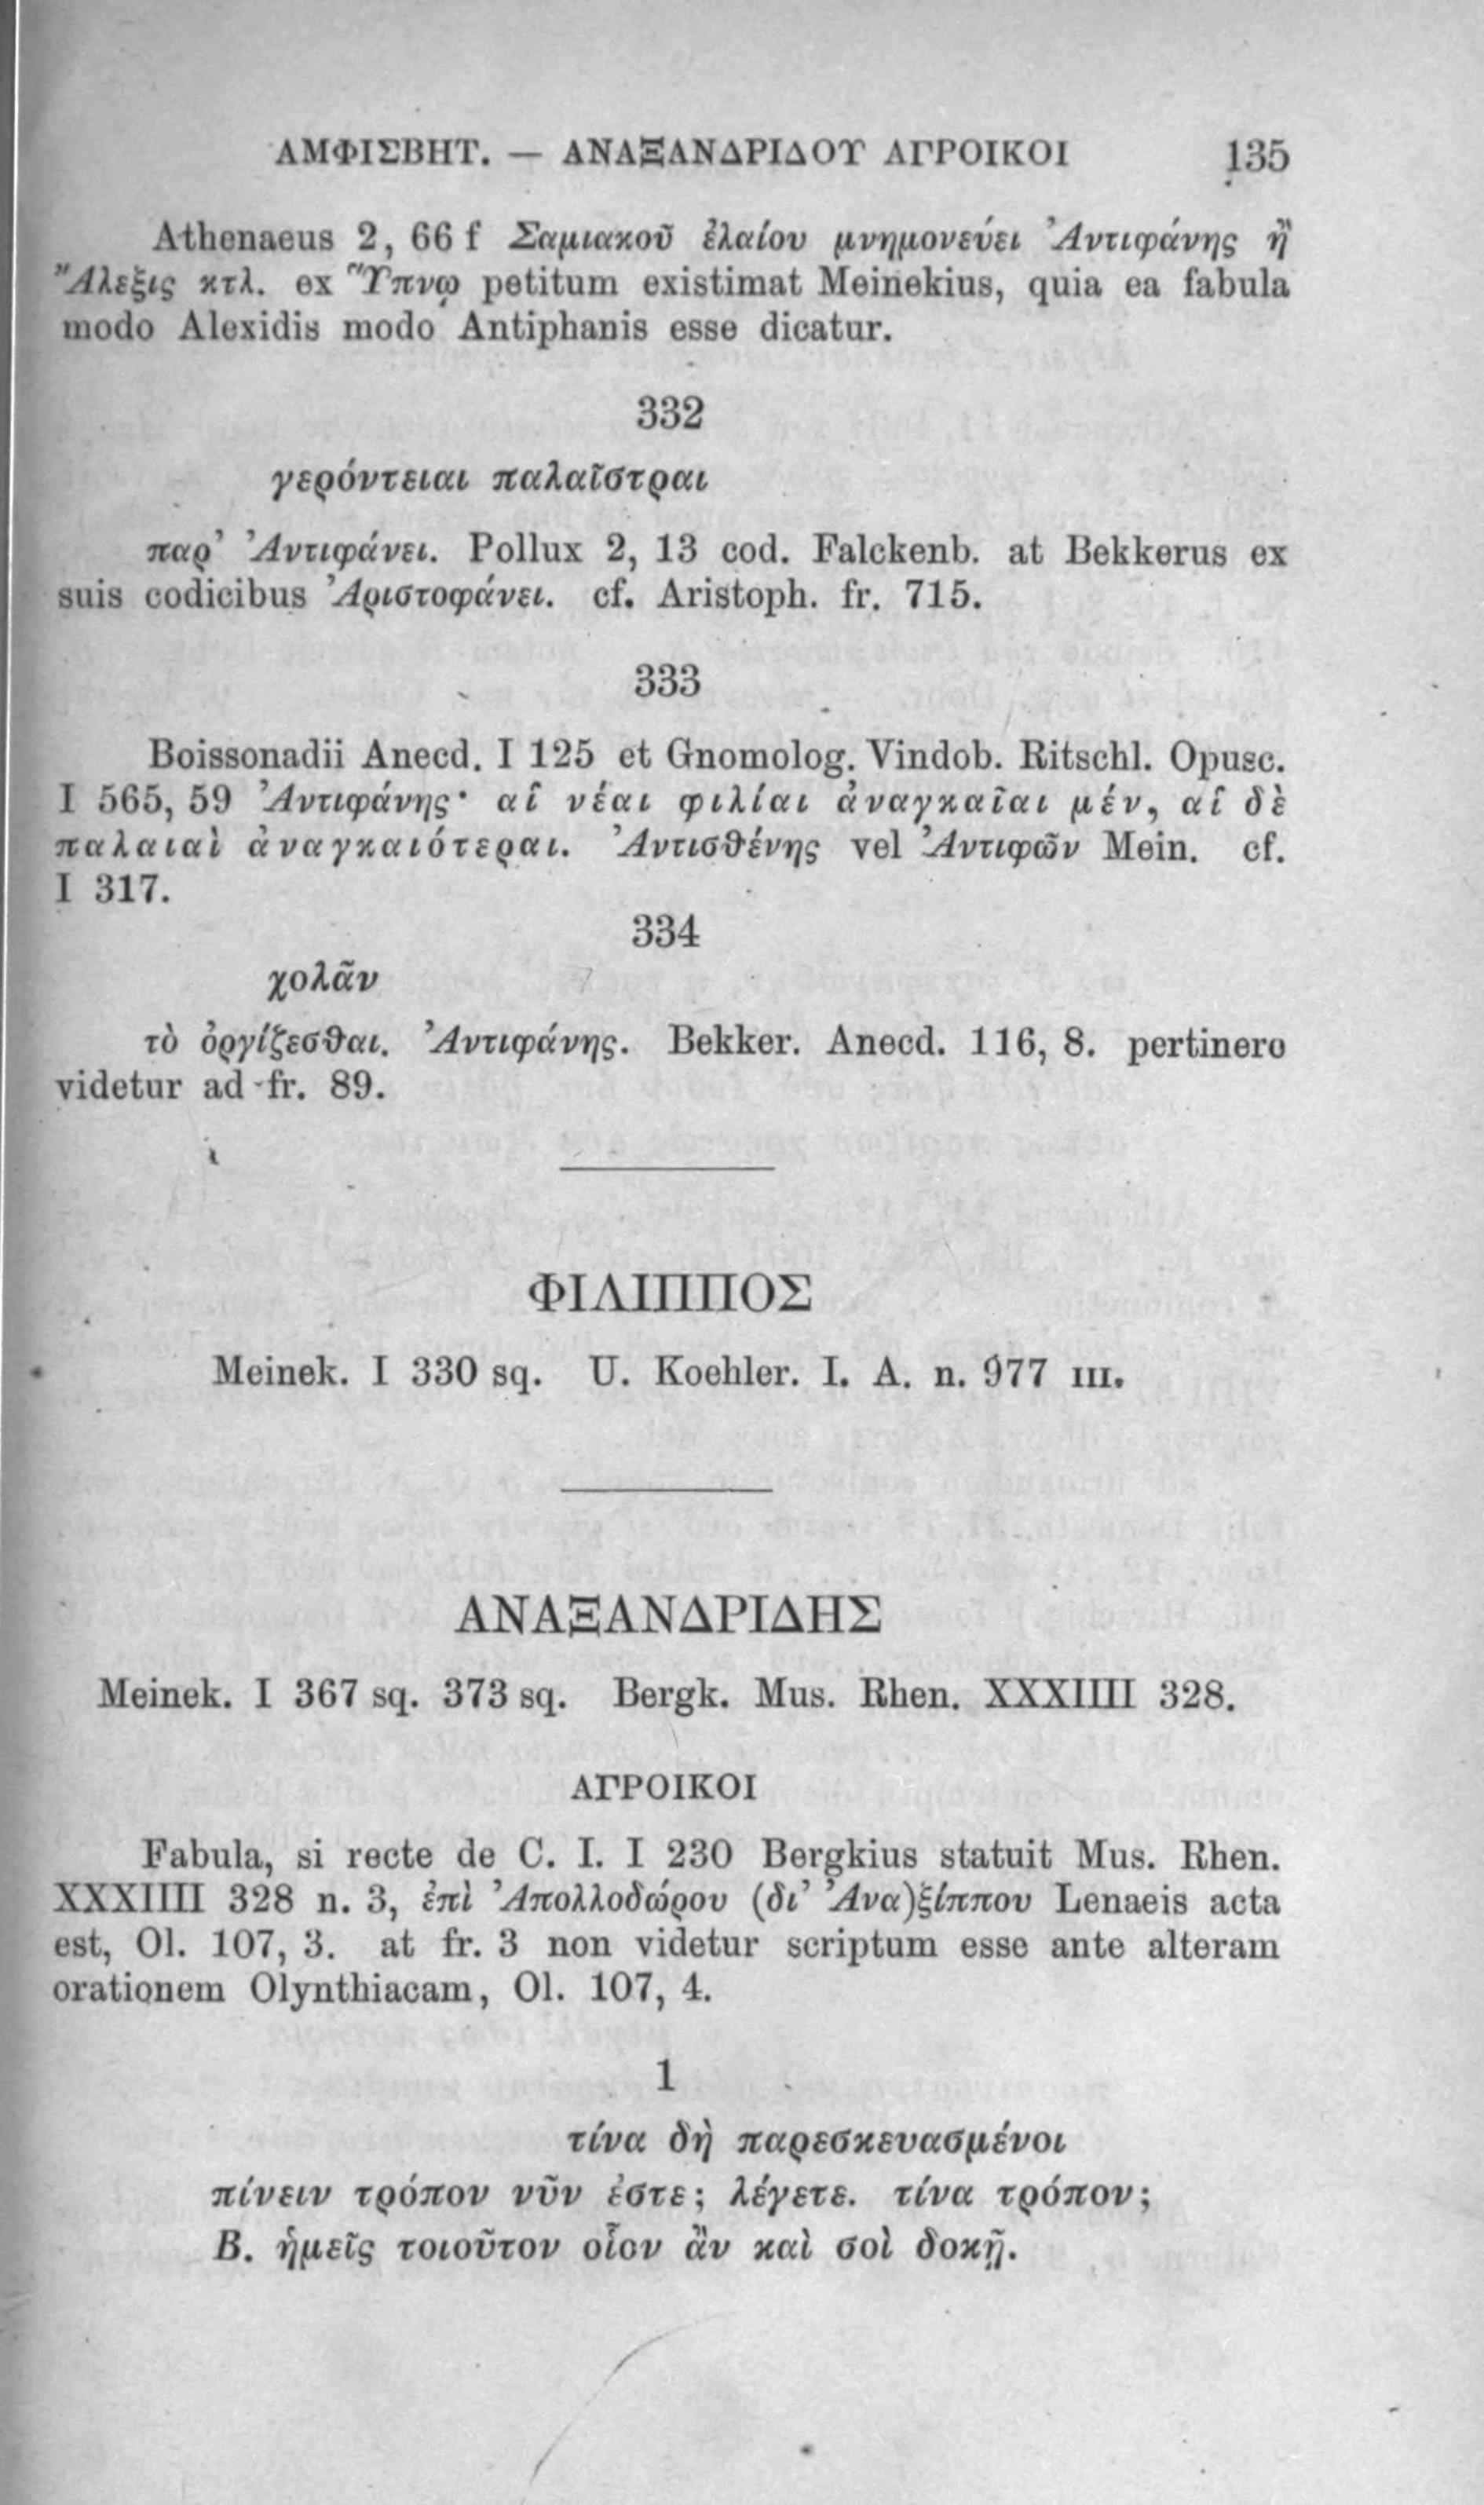 ΑΜΦΙΣΒΗΤ. — ΑΝΑΞΑΝΔΡΙΔΟΥ ΑΓΡΟΙΚΟΙ 135
Athenaeus 2, 66 f Σαμιακοῦ ἐλαίου μνημονεύει Ἀντιφάνης ἢ
Ἄλεξις κτλ. ex Ὕπνῳ petitum existimat Meinekius, quia ea fabula
modo Alexidis modo Antiphanis esse dicatur.
332
γερόντειαι παλαῖστραι
παρ᾽ Ἀντιφάνει. Pollux 2, 13 cod. Falckenb. at Bekkerus ex
suis codicibus Ἀριστοφάνει. cf. Aristoph. fr. 715.
333
Boissonadii Anecd. I 125 et Gnomolog. Vindob. Ritschl. Opusc.
I 565, 59 Ἀντιφάνης· αἱ νέαι φιλίαι ἀναγκαῖαι μέν, αἱ δὲ
παλαιαὶ ἀναγκαιότεραι. Ἀντισθένης vel Ἀντιφῶν Mein. cf.
I 317.
334
χολᾶν
τὸ ὀργίζεσθαι. Ἀντιφάνης. Bekker. Anecd. 116, 8. pertinere
videtur ad fr. 89.
ΦΙΛΙΠΠΟΣ
Meinek. I 330 sq. U. Koehler. I. A. n. 977 III.
ΑΝΑΞΑΝΔΡΙΔΗΣ
Meinek. I 367 sq. 373 sq. Bergk. Mus. Rhen. XXXIIII 328.
ΑΓΡΟΙΚΟΙ
Fabula, si recte de C. I. I 230 Bergkius statuit Mus. Rhen.
XXXIIII 328 n. 3, ἐπὶ Ἀπολλοδώρου (δι᾽ Ἀνα)ξίππου Lenaeis acta
est, Ol. 107, 3. at fr. 3 non videtur scriptum esse ante alteram
orationem Olynthiacam, Ol. 107, 4.
1
τίνα δὴ παρεσκευασμένοι
πίνειν τρόπον νῦν ἐστε; λέγετε. τίνα τρόπον;
Β. ἡμεῖς τοιοῦτον οἷον ἂν καὶ σοὶ δοκῇ.